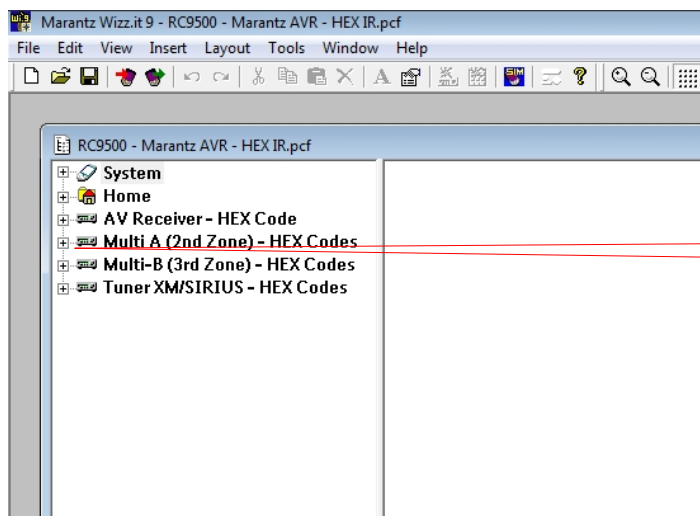 Marantz Wizz.it 9 - RC9500 - Marantz AVR - HEX IR.pcf
File Edit View Insert Layout Tools Window Help
RC9500 - Marantz AVR - HEX IR.pcf
System
Home
AV Receiver - HEX Code
Multi A (2nd Zone) - HEX Codes
Multi-B (3rd Zone) - HEX Codes
Tuner XM/SIRIUS - HEX Codes